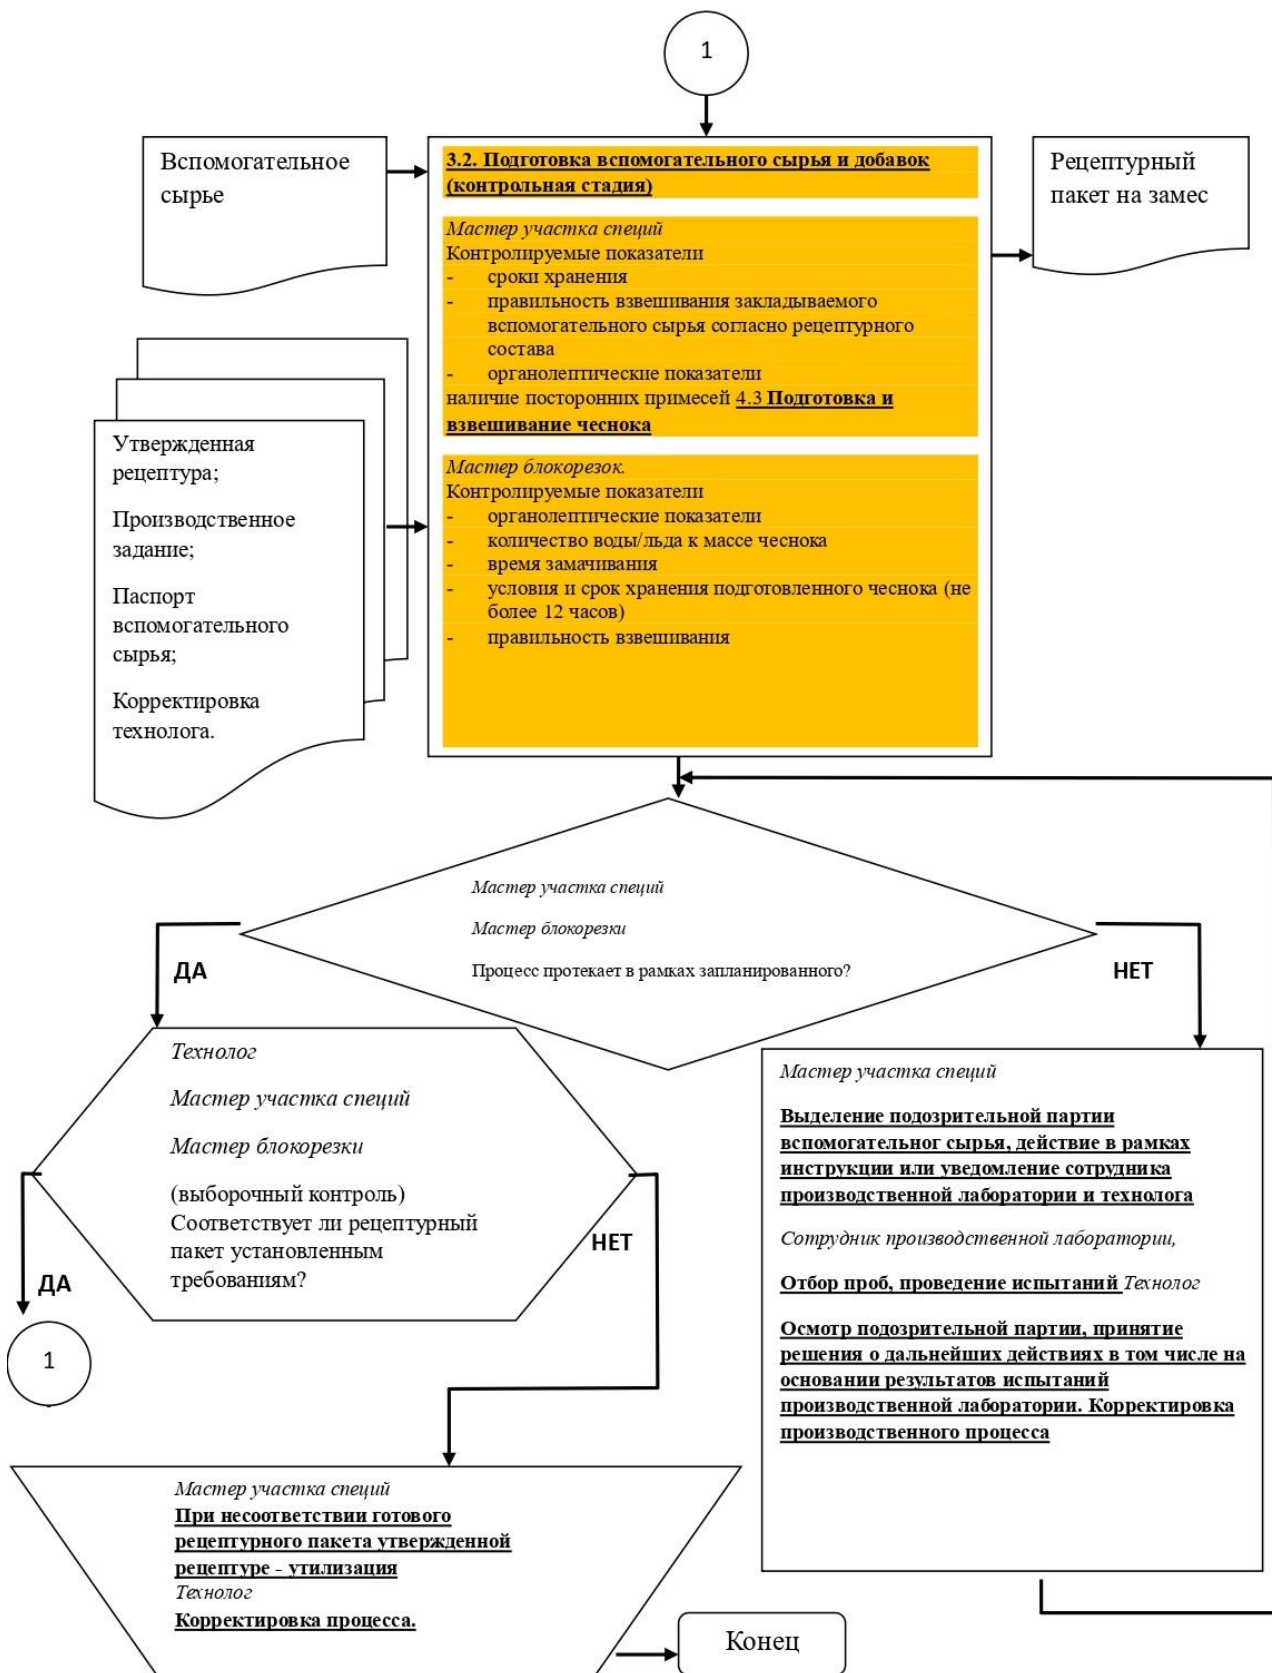 1
Вспомогательное
сырье
3.2. Подготовка вспомогательного сырья и добавок
(контрольная стадия)
Мастер участка специй
Контролируемые показатели
- сроки хранения
- правильность взвешивания закладываемого
вспомогательного сырья согласно рецептурного
состава
- органолептические показатели
наличие посторонних примесей 4.3 Подготовка и
взвешивание чеснока
Мастер блокорезок.
Контролируемые показатели
- органолептические показатели
- количество воды/льда к массе чеснока
- время замачивания
- условия и срок хранения подготовленного чеснока (не
более 12 часов)
- правильность взвешивания
Рецептурный
пакет на замес
Утвержденная
рецептура;
Производственное
задание;
Паспорт
вспомогательного
сырья;
Корректировка
технолога.
Мастер участка специй
Мастер блокорезки
Процесс протекает в рамках запланированного?
ДА
НЕТ
Технолог
Мастер участка специй
Мастер блокорезки
(выборочный контроль)
Соответствует ли рецептурный
пакет установленным
требованиям?
ДА
НЕТ
1
Мастер участка специй
Выделение подозрительной партии
вспомогательног сырья, действие в рамках
инструкции или уведомление сотрудника
производственной лаборатории и технолога
Сотрудник производственной лаборатории,
Отбор проб, проведение испытаний Технолог
Осмотр подозрительной партии, принятие
решения о дальнейших действиях в том числе на
основании результатов испытаний
производственной лаборатории. Корректировка
производственного процесса
Мастер участка специй
При несоответствии готового
рецептурного пакета утвержденной
рецептуре - утилизация
Технолог
Корректировка процесса.
Конец